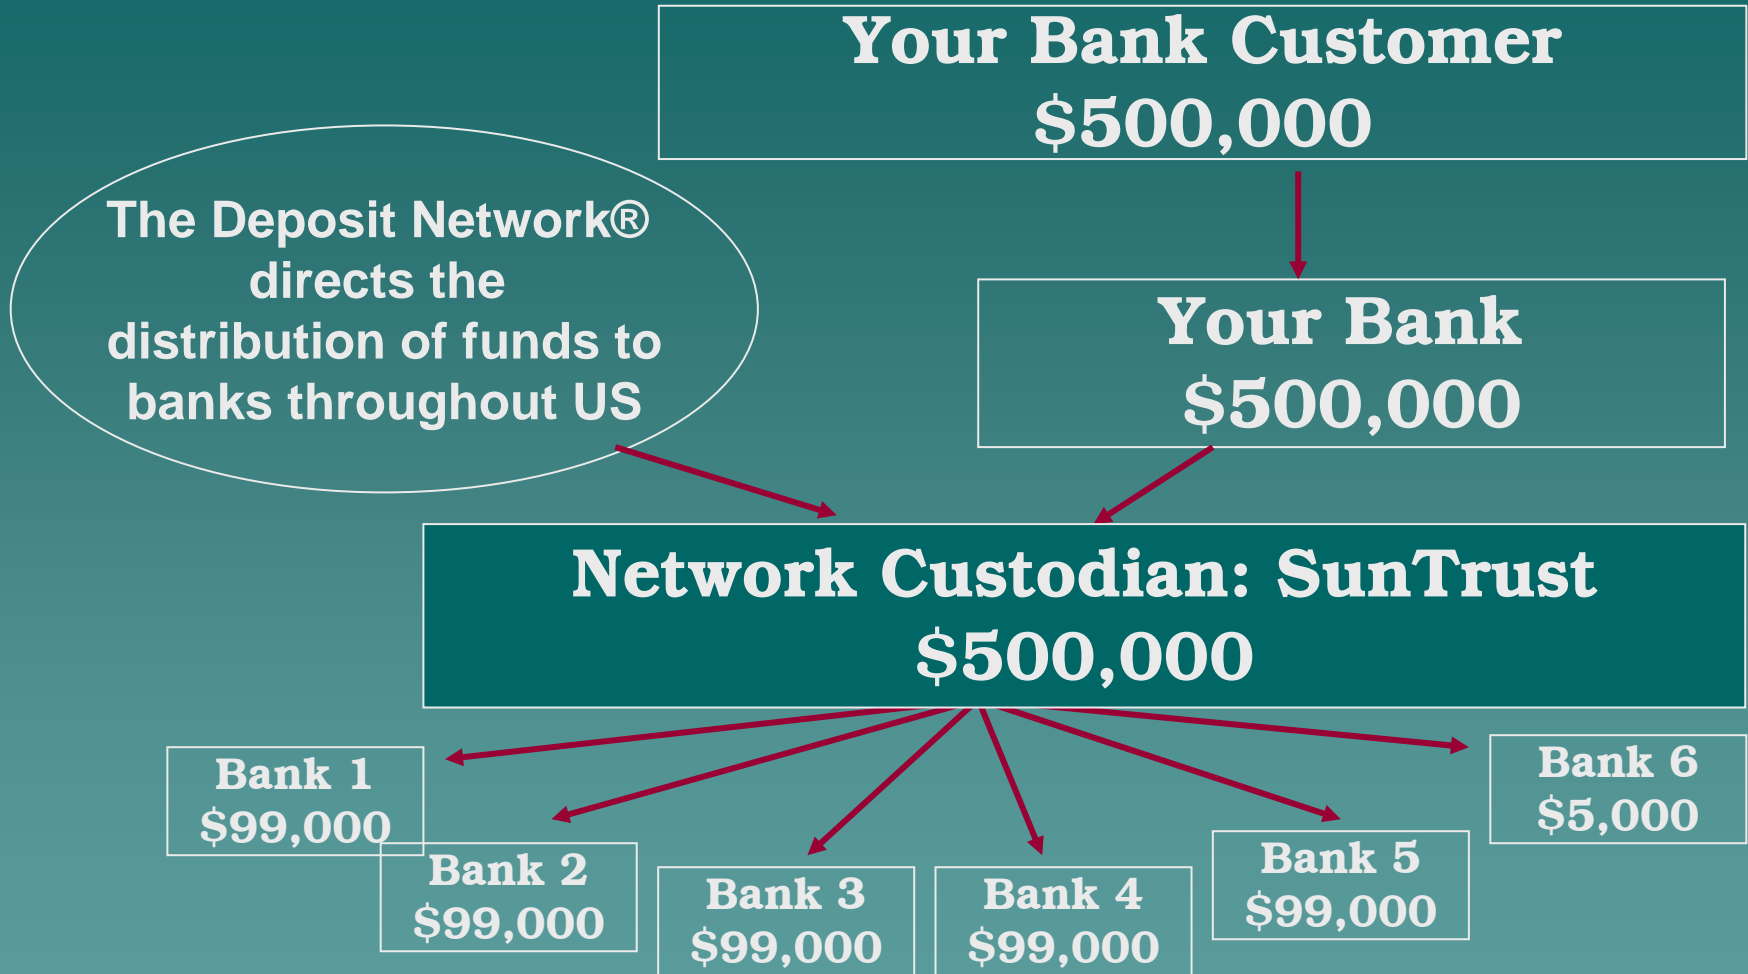 Your Bank Customer
$500,000
The Deposit Network®
directs the
distribution of funds to
banks throughout US
Your Bank
$500,000
Network Custodian: SunTrust
$500,000
Bank 1
$99,000
Bank 2
$99,000
Bank 3
$99,000
Bank 4
$99,000
Bank 5
$99,000
Bank 6
$5,000